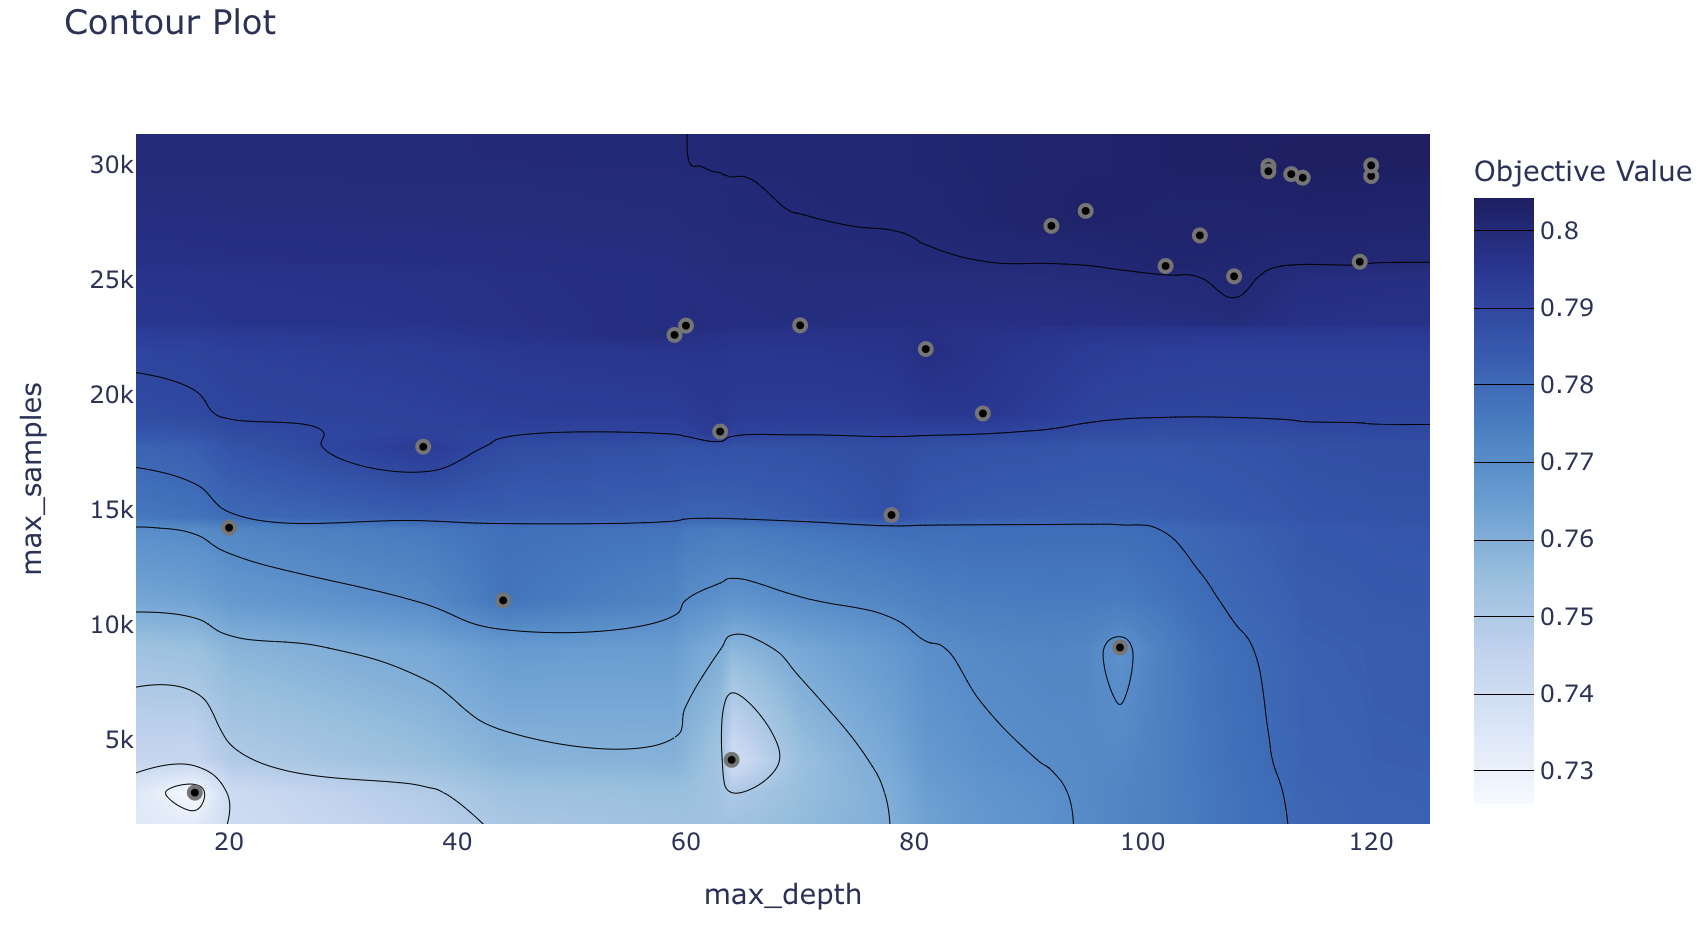 Contour Plot
30k
25k
20k
15k
10k
5k
max_samples
20 40 60 80 100 120
max_depth
Objective Value
0.8
0.79
0.78
0.77
0.76
0.75
0.74
0.73